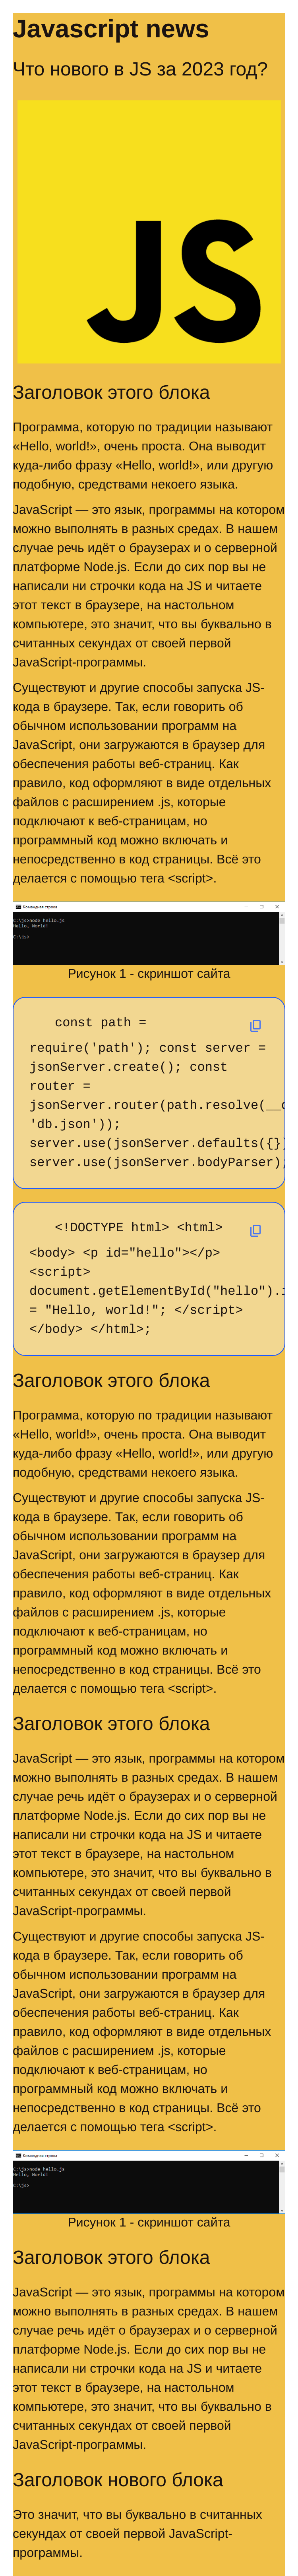 Javascript news
Что нового в JS за 2023 год?
JS
Заголовок этого блока
Программа, которую по традиции называют
«Hello, world!», очень проста. Она выводит
куда-либо фразу «Hello, world!», или другую
подобную, средствами некоего языка.
JavaScript — это язык, программы на котором
можно выполнять в разных средах. В нашем
случае речь идёт о браузерах и о серверной
платформе Node.js. Если до сих пор вы не
написали ни строчки кода на JS и читаете
этот текст в браузере, на настольном
компьютере, это значит, что вы буквально в
считанных секундах от своей первой
JavaScript-программы.
Существуют и другие способы запуска JS-
кода в браузере. Так, если говорить об
обычном использовании программ на
JavaScript, они загружаются в браузер для
обеспечения работы веб-страниц. Как
правило, код оформляют в виде отдельных
файлов с расширением .js, которые
подключают к веб-страницам, но
программный код можно включать и
непосредственно в код страницы. Всё это
делается с помощью тега <script>.
Командная строка
C:\js>node hello.js
Hello, World!
C:\js>
Рисунок 1 - скриншот сайта
const path =
require('path'); const server =
jsonServer.create(); const
router =
jsonServer.router(path.resolve(__d
'db.json'));
server.use(jsonServer.defaults({})
server.use(jsonServer.bodyParser);
<!DOCTYPE html> <html>
<body> <p id="hello"></p>
<script>
document.getElementById("hello").i
= "Hello, world!"; </script>
</body> </html>;
Заголовок этого блока
Программа, которую по традиции называют
«Hello, world!», очень проста. Она выводит
куда-либо фразу «Hello, world!», или другую
подобную, средствами некоего языка.
Существуют и другие способы запуска JS-
кода в браузере. Так, если говорить об
обычном использовании программ на
JavaScript, они загружаются в браузер для
обеспечения работы веб-страниц. Как
правило, код оформляют в виде отдельных
файлов с расширением .js, которые
подключают к веб-страницам, но
программный код можно включать и
непосредственно в код страницы. Всё это
делается с помощью тега <script>.
Заголовок этого блока
JavaScript — это язык, программы на котором
можно выполнять в разных средах. В нашем
случае речь идёт о браузерах и о серверной
платформе Node.js. Если до сих пор вы не
написали ни строчки кода на JS и читаете
этот текст в браузере, на настольном
компьютере, это значит, что вы буквально в
считанных секундах от своей первой
JavaScript-программы.
Существуют и другие способы запуска JS-
кода в браузере. Так, если говорить об
обычном использовании программ на
JavaScript, они загружаются в браузер для
обеспечения работы веб-страниц. Как
правило, код оформляют в виде отдельных
файлов с расширением .js, которые
подключают к веб-страницам, но
программный код можно включать и
непосредственно в код страницы. Всё это
делается с помощью тега <script>.
Командная строка
C:\js>node hello.js
Hello, World!
C:\js>
Рисунок 1 - скриншот сайта
Заголовок этого блока
JavaScript — это язык, программы на котором
можно выполнять в разных средах. В нашем
случае речь идёт о браузерах и о серверной
платформе Node.js. Если до сих пор вы не
написали ни строчки кода на JS и читаете
этот текст в браузере, на настольном
компьютере, это значит, что вы буквально в
считанных секундах от своей первой
JavaScript-программы.
Заголовок нового блока
Это значит, что вы буквально в считанных
секундах от своей первой JavaScript-
программы.